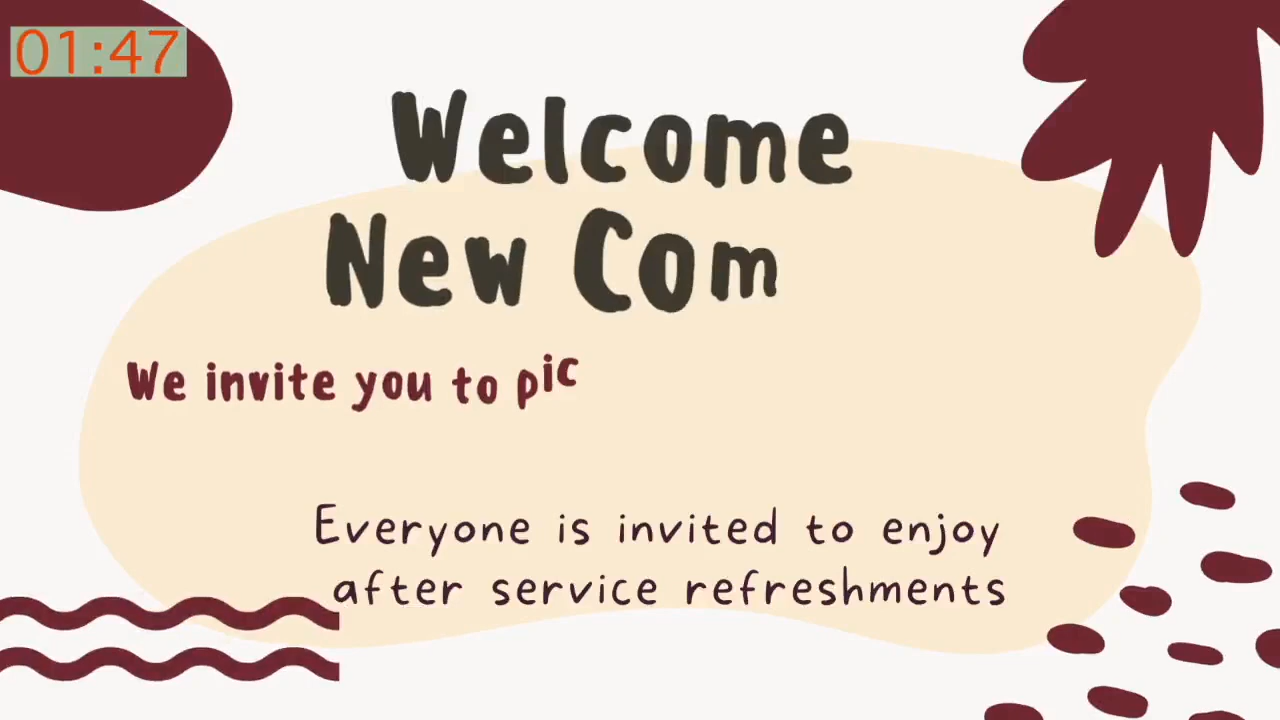 01:47
Welcome
New Com
We invite you to pic
Everyone is invited to enjoy
after service refreshments